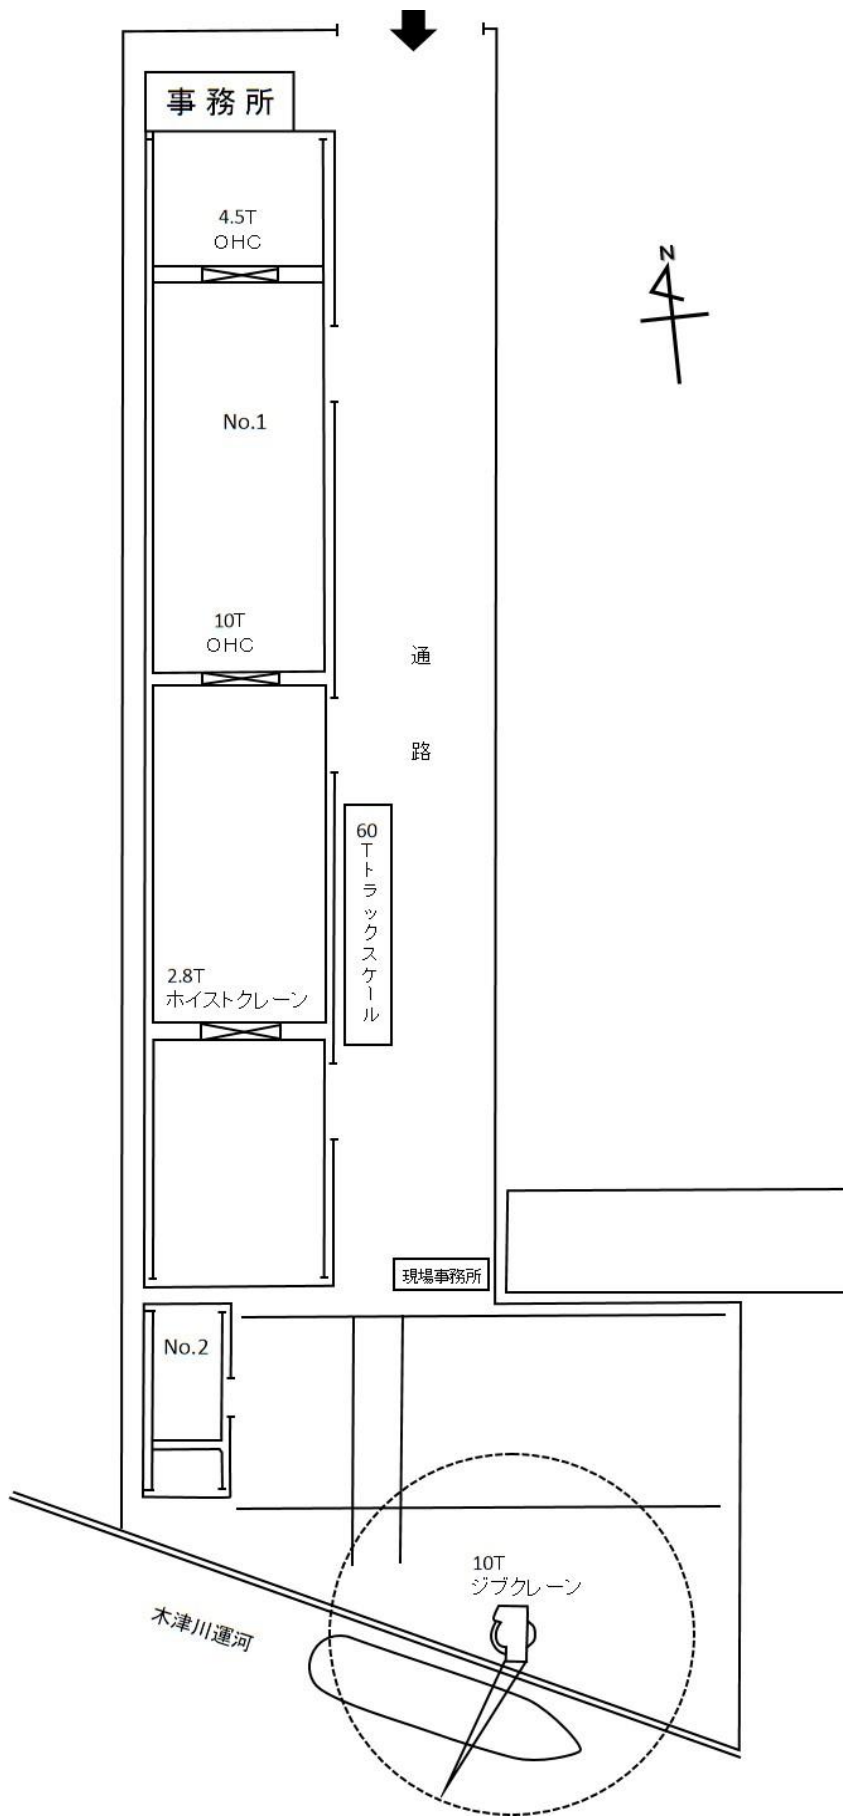 事務所
N
4.5T
OHC
No.1
10T
OHC
通路
60Tトラックスケール
2.8T
ホイストクレーン
現場事務所
No.2
10T
ジブクレーン
木津川運河